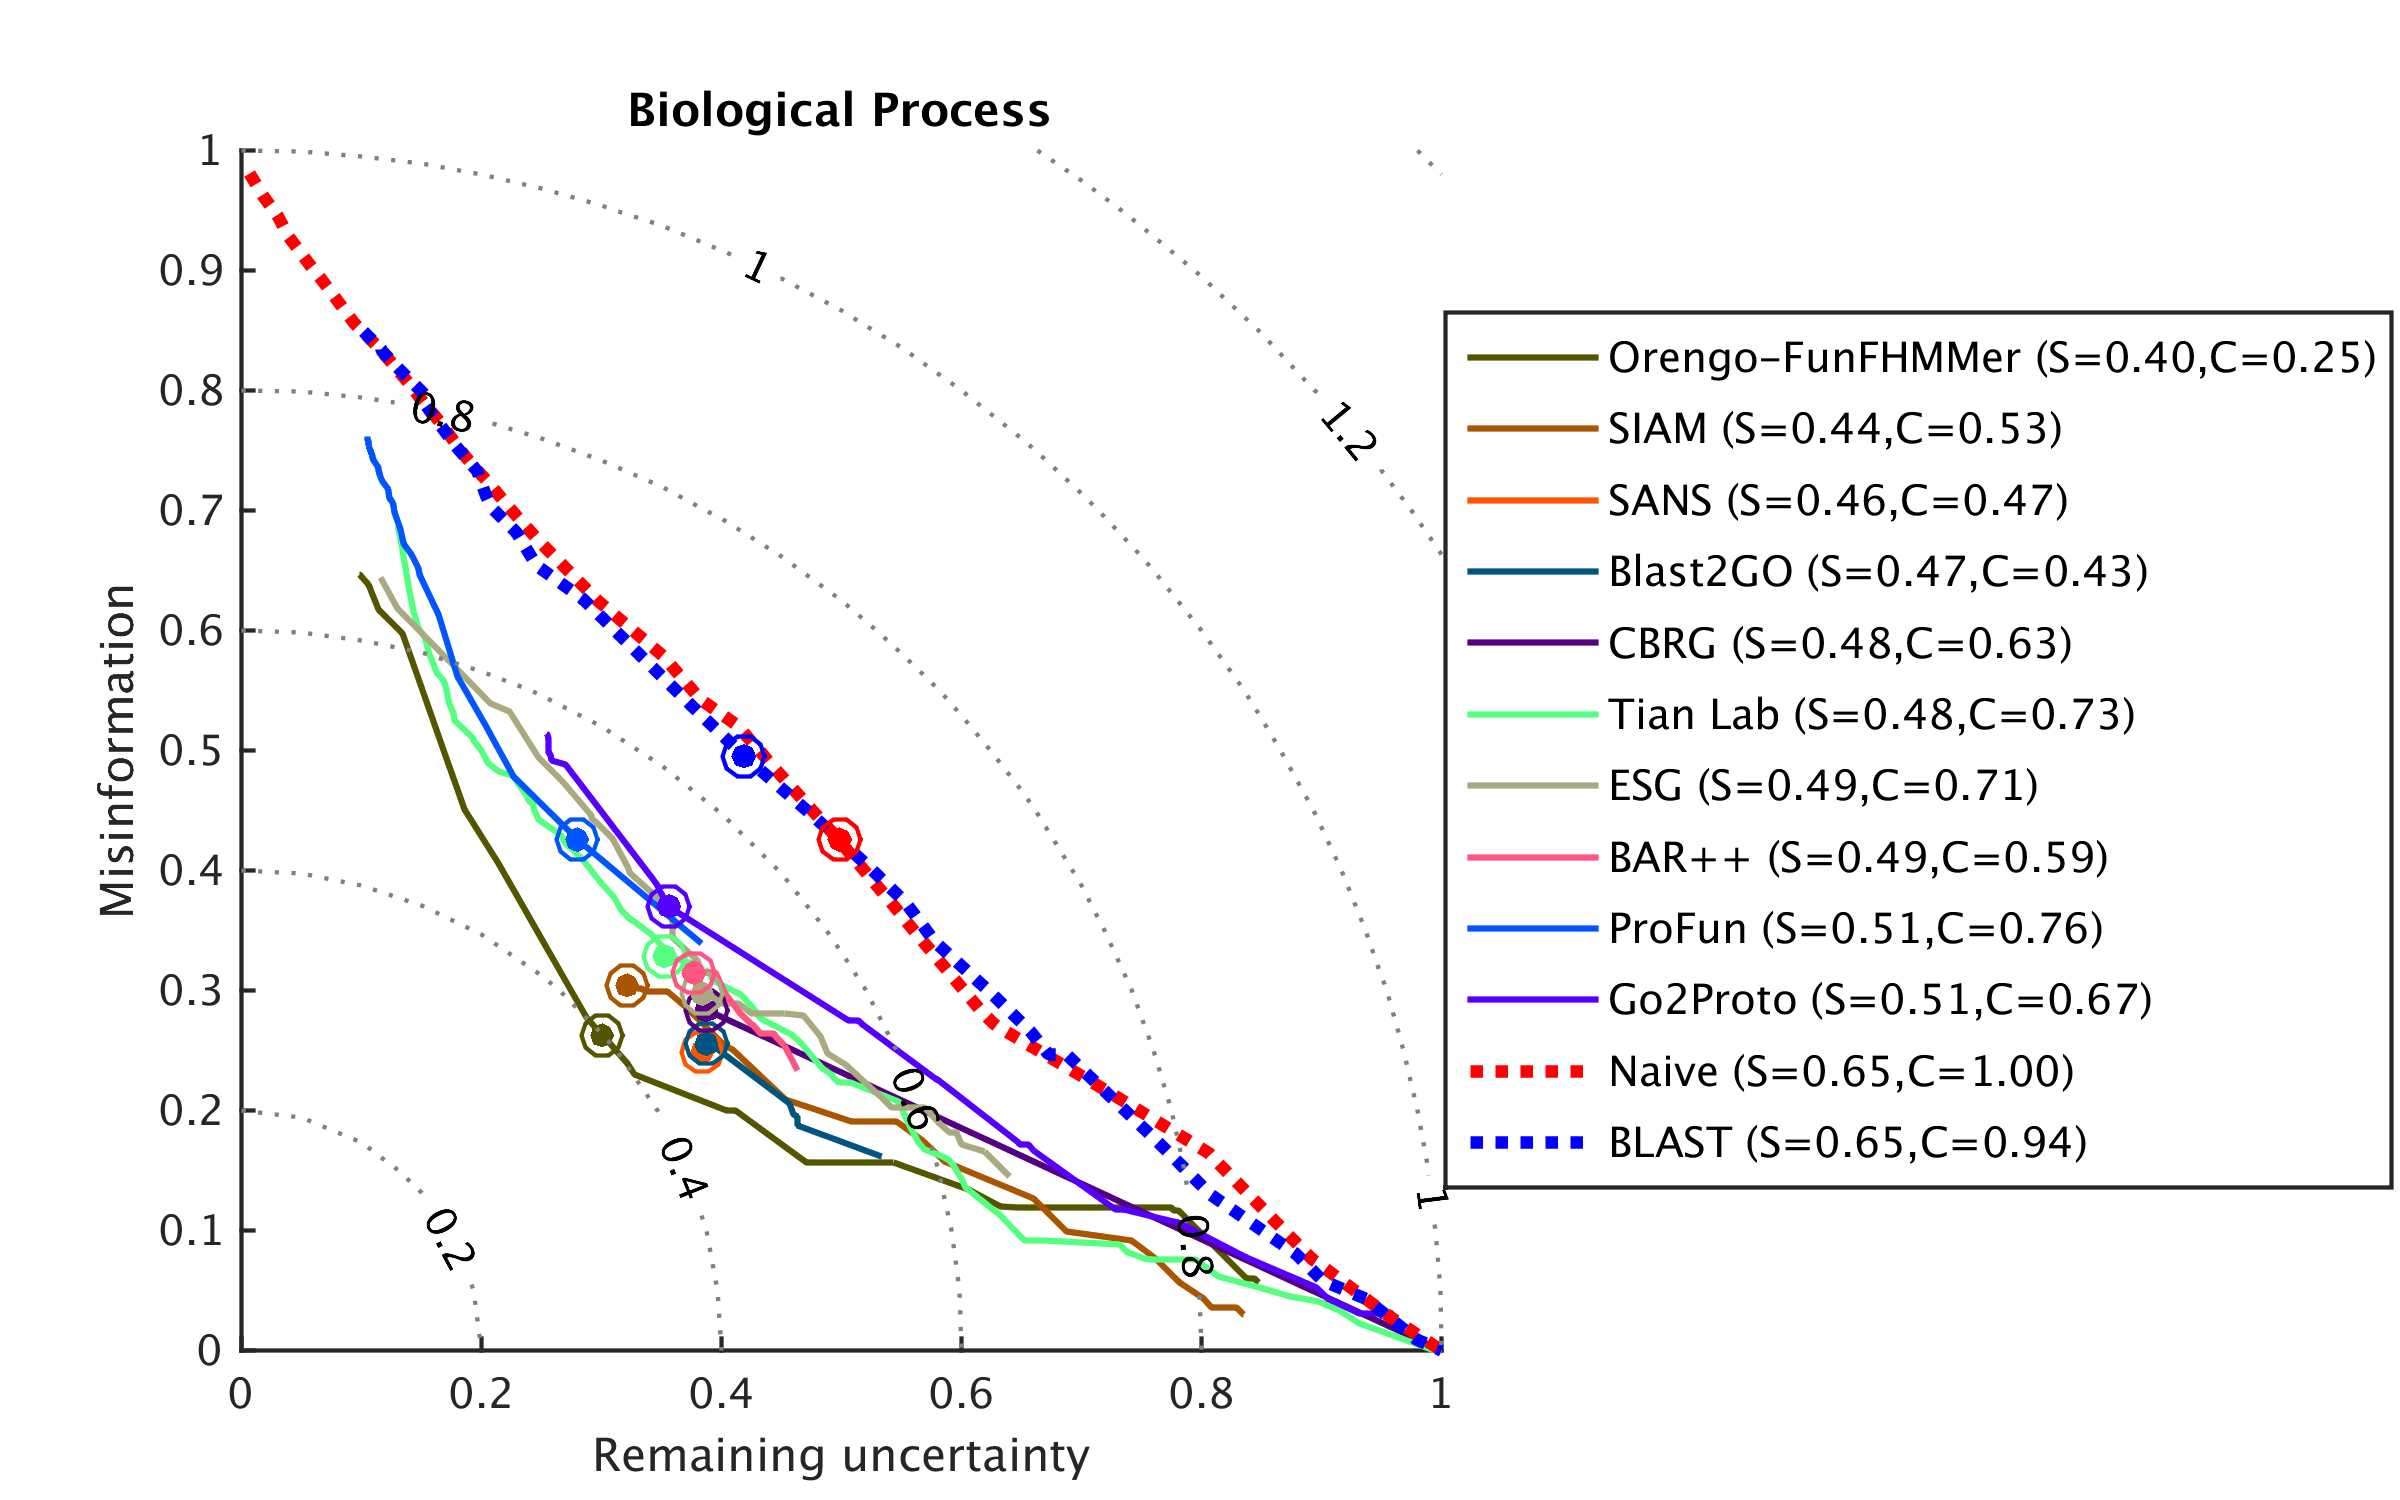 Biological Process
1
0.9
0.8
0.7
0.6
0.5
0.4
0.3
0.2
0.1
0
Misinformation
0
0.2
0.4
0.6
0.8
1
Remaining uncertainty
1
0.8
1.2
0.6
0.4
0.2
0.8
1
Orengo-FunFHMMer (S=0.40,C=0.25)
SIAM (S=0.44,C=0.53)
SANS (S=0.46,C=0.47)
Blast2GO (S=0.47,C=0.43)
CBRG (S=0.48,C=0.63)
Tian Lab (S=0.48,C=0.73)
ESG (S=0.49,C=0.71)
BAR++ (S=0.49,C=0.59)
ProFun (S=0.51,C=0.76)
Go2Proto (S=0.51,C=0.67)
Naive (S=0.65,C=1.00)
BLAST (S=0.65,C=0.94)